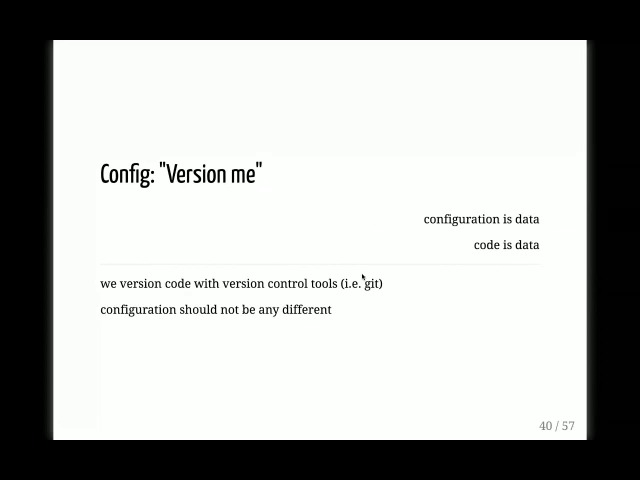 Config: "Version me"
configuration is data
code is data
we version code with version control tools (i.e. git)
configuration should not be any different
40 / 57